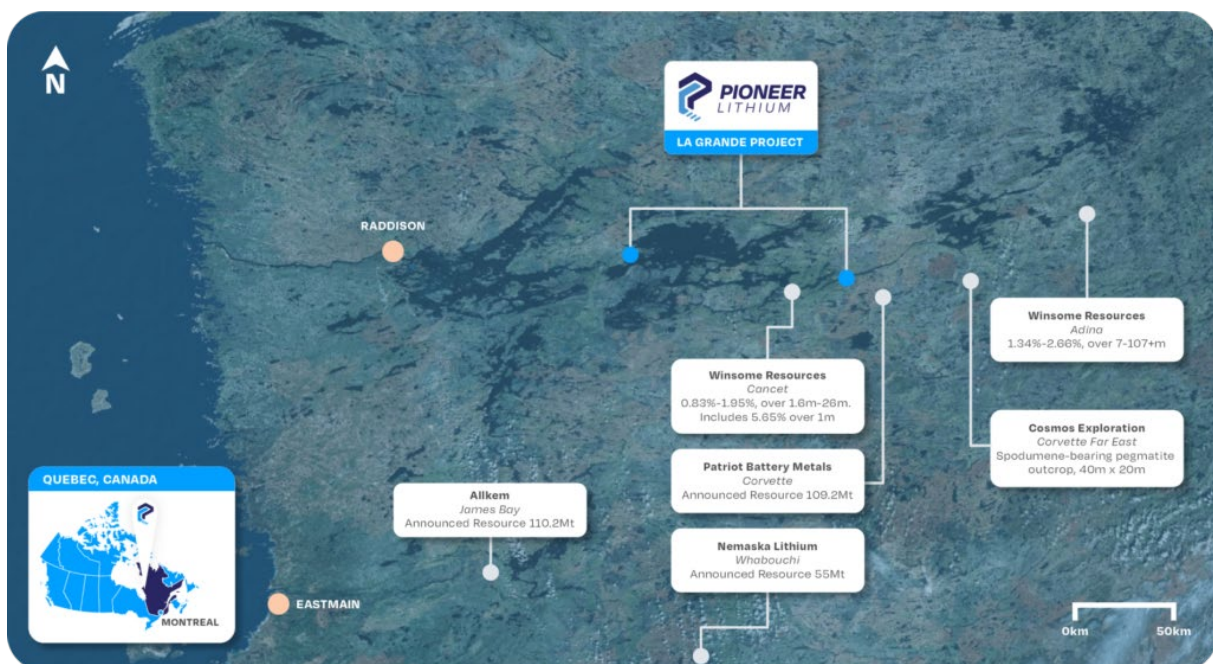 N
PIONEER
LITHIUM
LA GRANDE PROJECT
RADDISON
Winsome Resources
Adina
1.34%-2.66%, over 7-107+m
Winsome Resources
Cancet
0.83%-1.95%, over 1.6m-26m.
Includes 5.65% over 1m
Cosmos Exploration
Corvette Far East
Spodumene-bearing pegmatite
outcrop, 40m x 20m
Patriot Battery Metals
Corvette
Announced Resource 109.2Mt
Allkem
James Bay
Announced Resource 110.2Mt
Nemaska Lithium
Whabouchi
Announced Resource 55Mt
QUEBEC, CANADA
MONTREAL
EASTMAIN
0km 50km